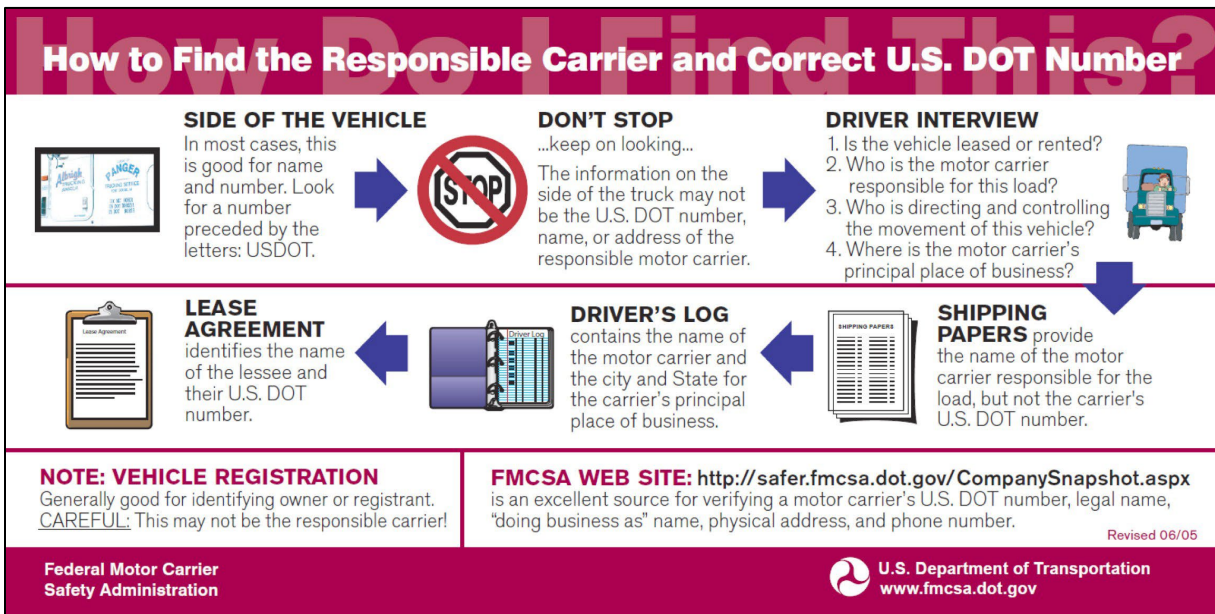 How Do I Find This?
How to Find the Responsible Carrier and Correct U.S. DOT Number
SIDE OF THE VEHICLE
In most cases, this
is good for name
and number. Look
for a number
preceded by the
letters: USDOT.
STOP
DON'T STOP
...keep on looking...
The information on the
side of the truck may not
be the U.S. DOT number,
name, or address of the
responsible motor carrier.
DRIVER INTERVIEW
1. Is the vehicle leased or rented?
2. Who is the motor carrier
responsible for this load?
3. Who is directing and controlling
the movement of this vehicle?
4. Where is the motor carrier's
principal place of business?
SHIPPING PAPERS
SHIPPING
PAPERS provide
the name of the motor
carrier responsible for the
load, but not the carrier's
U.S. DOT number.
Driver Log
DRIVER'S LOG
contains the name of
the motor carrier and
the city and State for
the carrier's principal
place of business.
Lease Agreement
LEASE
AGREEMENT
identifies the name
of the lessee and
their U.S. DOT
number.
NOTE: VEHICLE REGISTRATION
Generally good for identifying owner or registrant.
CAREFUL: This may not be the responsible carrier!
FMCSA WEB SITE: http://safer.fmcsa.dot.gov/CompanySnapshot.aspx
is an excellent source for verifying a motor carrier's U.S. DOT number, legal name,
"doing business as" name, physical address, and phone number.
Revised 06/05
Federal Motor Carrier
Safety Administration
U.S. Department of Transportation
www.fmcsa.dot.gov